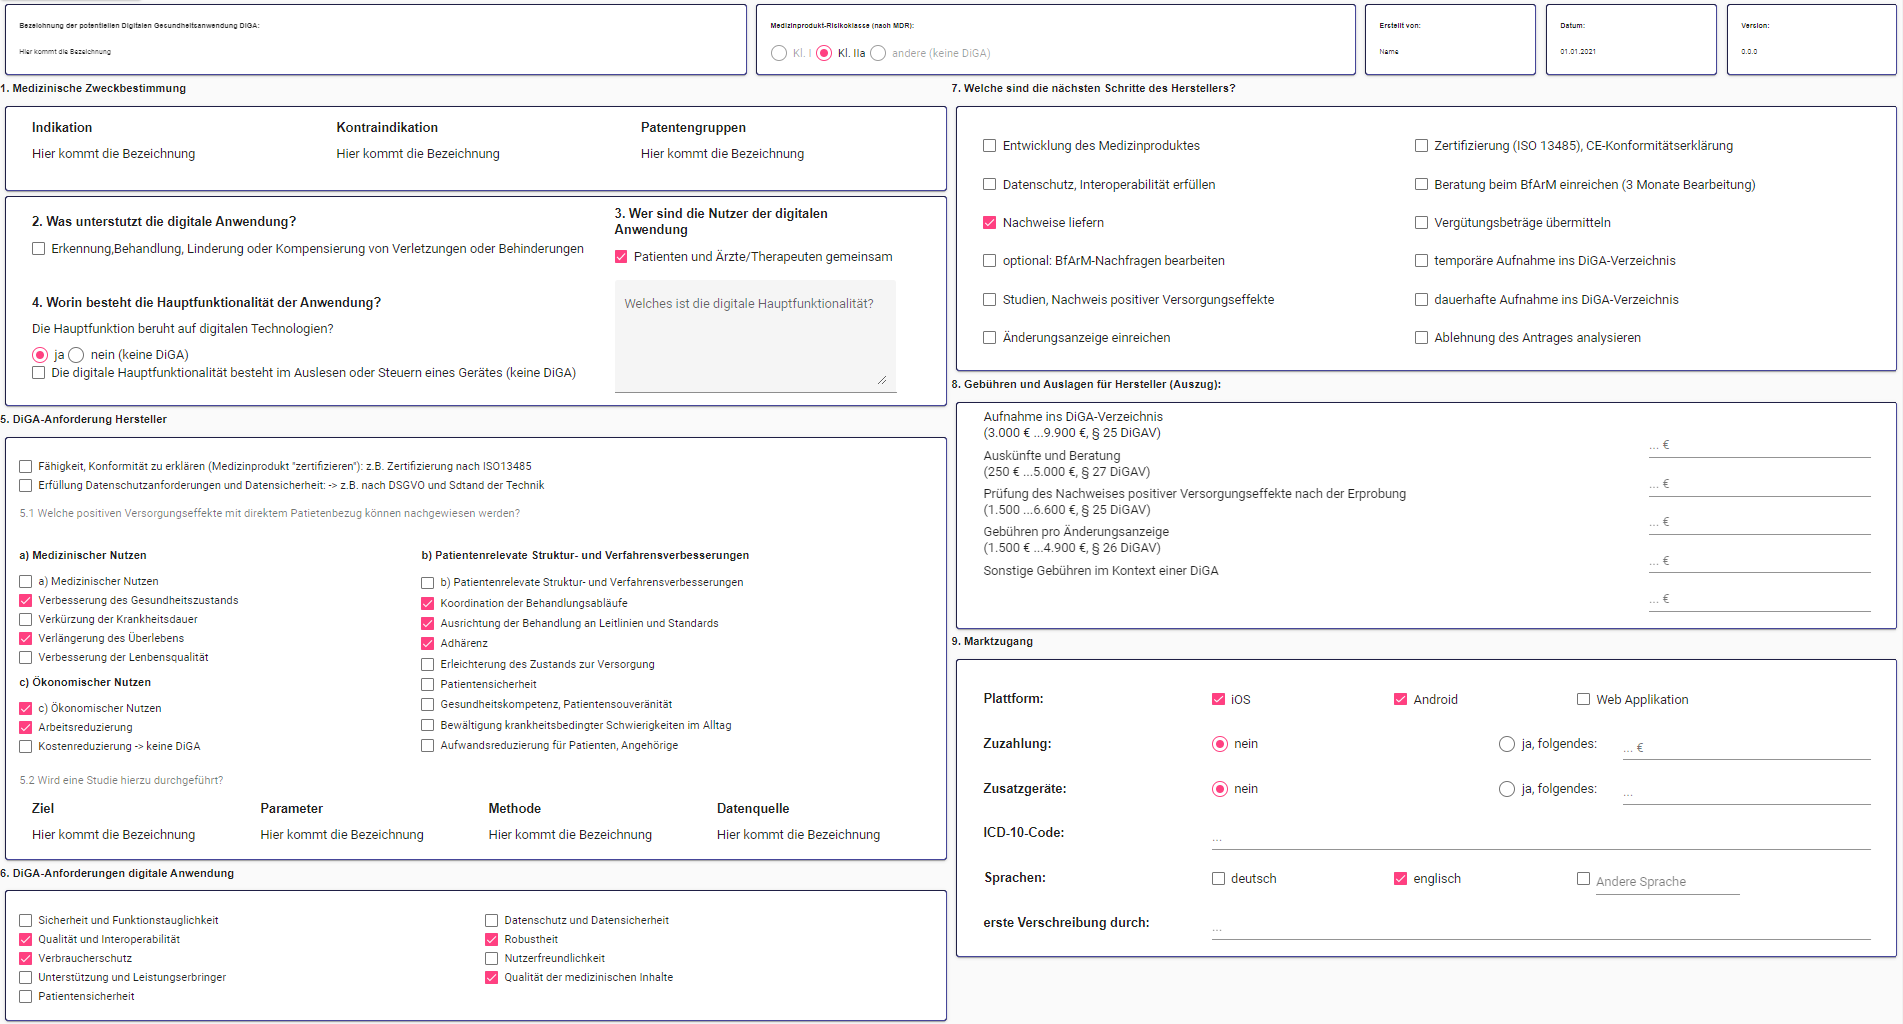 Bezeichnung der potentiellen Digitalen Gesundheitsanwendung DiGA:
Hier kommt die Bezeichnung
Medizinprodukt-Risikoklasse (nach MDR):
Kl. I Kl. IIa andere (keine DiGA)
Erstellt von:
Name
Datum:
01.01.2021
Version:
0.0.0
1. Medizinische Zweckbestimmung
Indikation
Hier kommt die Bezeichnung
Kontraindikation
Hier kommt die Bezeichnung
Patentengruppen
Hier kommt die Bezeichnung
2. Was unterstutzt die digitale Anwendung?
Erkennung,Behandlung, Linderung oder Kompensierung von Verletzungen oder Behinderungen
3. Wer sind die Nutzer der digitalen
Anwendung
Patienten und Ärzte/Therapeuten gemeinsam
4. Worin besteht die Hauptfunktionalität der Anwendung?
Die Hauptfunktion beruht auf digitalen Technologien?
ja nein (keine DiGA)
Die digitale Hauptfunktionalität besteht im Auslesen oder Steuern eines Gerätes (keine DiGA)
Welches ist die digitale Hauptfunktionalität?
5. DiGA-Anforderung Hersteller
Fähigkeit, Konformität zu erklären (Medizinprodukt "zertifizieren"): z.B. Zertifizierung nach ISO13485
Erfüllung Datenschutzanforderungen und Datensicherheit: -> z.B. nach DSGVO und Sdtand der Technik
5.1 Welche positiven Versorgungseffekte mit direktem Patietenbezug können nachgewiesen werden?
a) Medizinischer Nutzen
a) Medizinischer Nutzen
Verbesserung des Gesundheitszustands
Verkürzung der Krankheitsdauer
Verlängerung des Überlebens
Verbesserung der Lenbensqualität
c) Ökonomischer Nutzen
c) Ökonomischer Nutzen
Arbeitsreduzierung
Kostenreduzierung -> keine DiGA
b) Patientenrelevate Struktur- und Verfahrensverbesserungen
b) Patientenrelevate Struktur- und Verfahrensverbesserungen
Koordination der Behandlungsabläufe
Ausrichtung der Behandlung an Leitlinien und Standards
Adhärenz
Erleichterung des Zustands zur Versorgung
Patientensicherheit
Gesundheitskompetenz, Patientensouveränität
Bewältigung krankheitsbedingter Schwierigkeiten im Alltag
Aufwandsreduzierung für Patienten, Angehörige
5.2 Wird eine Studie hierzu durchgeführt?
Ziel
Hier kommt die Bezeichnung
Parameter
Hier kommt die Bezeichnung
Methode
Hier kommt die Bezeichnung
Datenquelle
Hier kommt die Bezeichnung
6. DiGA-Anforderungen digitale Anwendung
Sicherheit und Funktionstauglichkeit
Qualität und Interoperabilität
Verbraucherschutz
Unterstützung und Leistungserbringer
Patientensicherheit
Datenschutz und Datensicherheit
Robustheit
Nutzerfreundlichkeit
Qualität der medizinischen Inhalte
7. Welche sind die nächsten Schritte des Herstellers?
Entwicklung des Medizinproduktes
Zertifizierung (ISO 13485), CE-Konformitätserklärung
Datenschutz, Interoperabilität erfüllen
Beratung beim BfArM einreichen (3 Monate Bearbeitung)
Nachweise liefern
Vergütungsbeträge übermitteln
optional: BfArM-Nachfragen bearbeiten
temporäre Aufnahme ins DiGA-Verzeichnis
Studien, Nachweis positiver Versorgungseffekte
dauerhafte Aufnahme ins DiGA-Verzeichnis
Änderungsanzeige einreichen
Ablehnung des Antrages analysieren
8. Gebühren und Auslagen für Hersteller (Auszug):
Aufnahme ins DiGA-Verzeichnis
(3.000 € ...9.900 €, § 25 DiGAV)
... €
Auskünfte und Beratung
(250 € ...5.000 €, § 27 DiGAV)
... €
Prüfung des Nachweises positiver Versorgungseffekte nach der Erprobung
(1.500 ...6.600 €, § 25 DiGAV)
... €
Gebühren pro Änderungsanzeige
(1.500 € ...4.900 €, § 26 DiGAV)
... €
Sonstige Gebühren im Kontext einer DiGA
... €
9. Marktzugang
Plattform: iOS Android Web Applikation
Zuzahlung: nein ja, folgendes: ... €
Zusatzgeräte: nein ja, folgendes: ...
ICD-10-Code: ...
Sprachen: deutsch englisch Andere Sprache
erste Verschreibung durch: ...